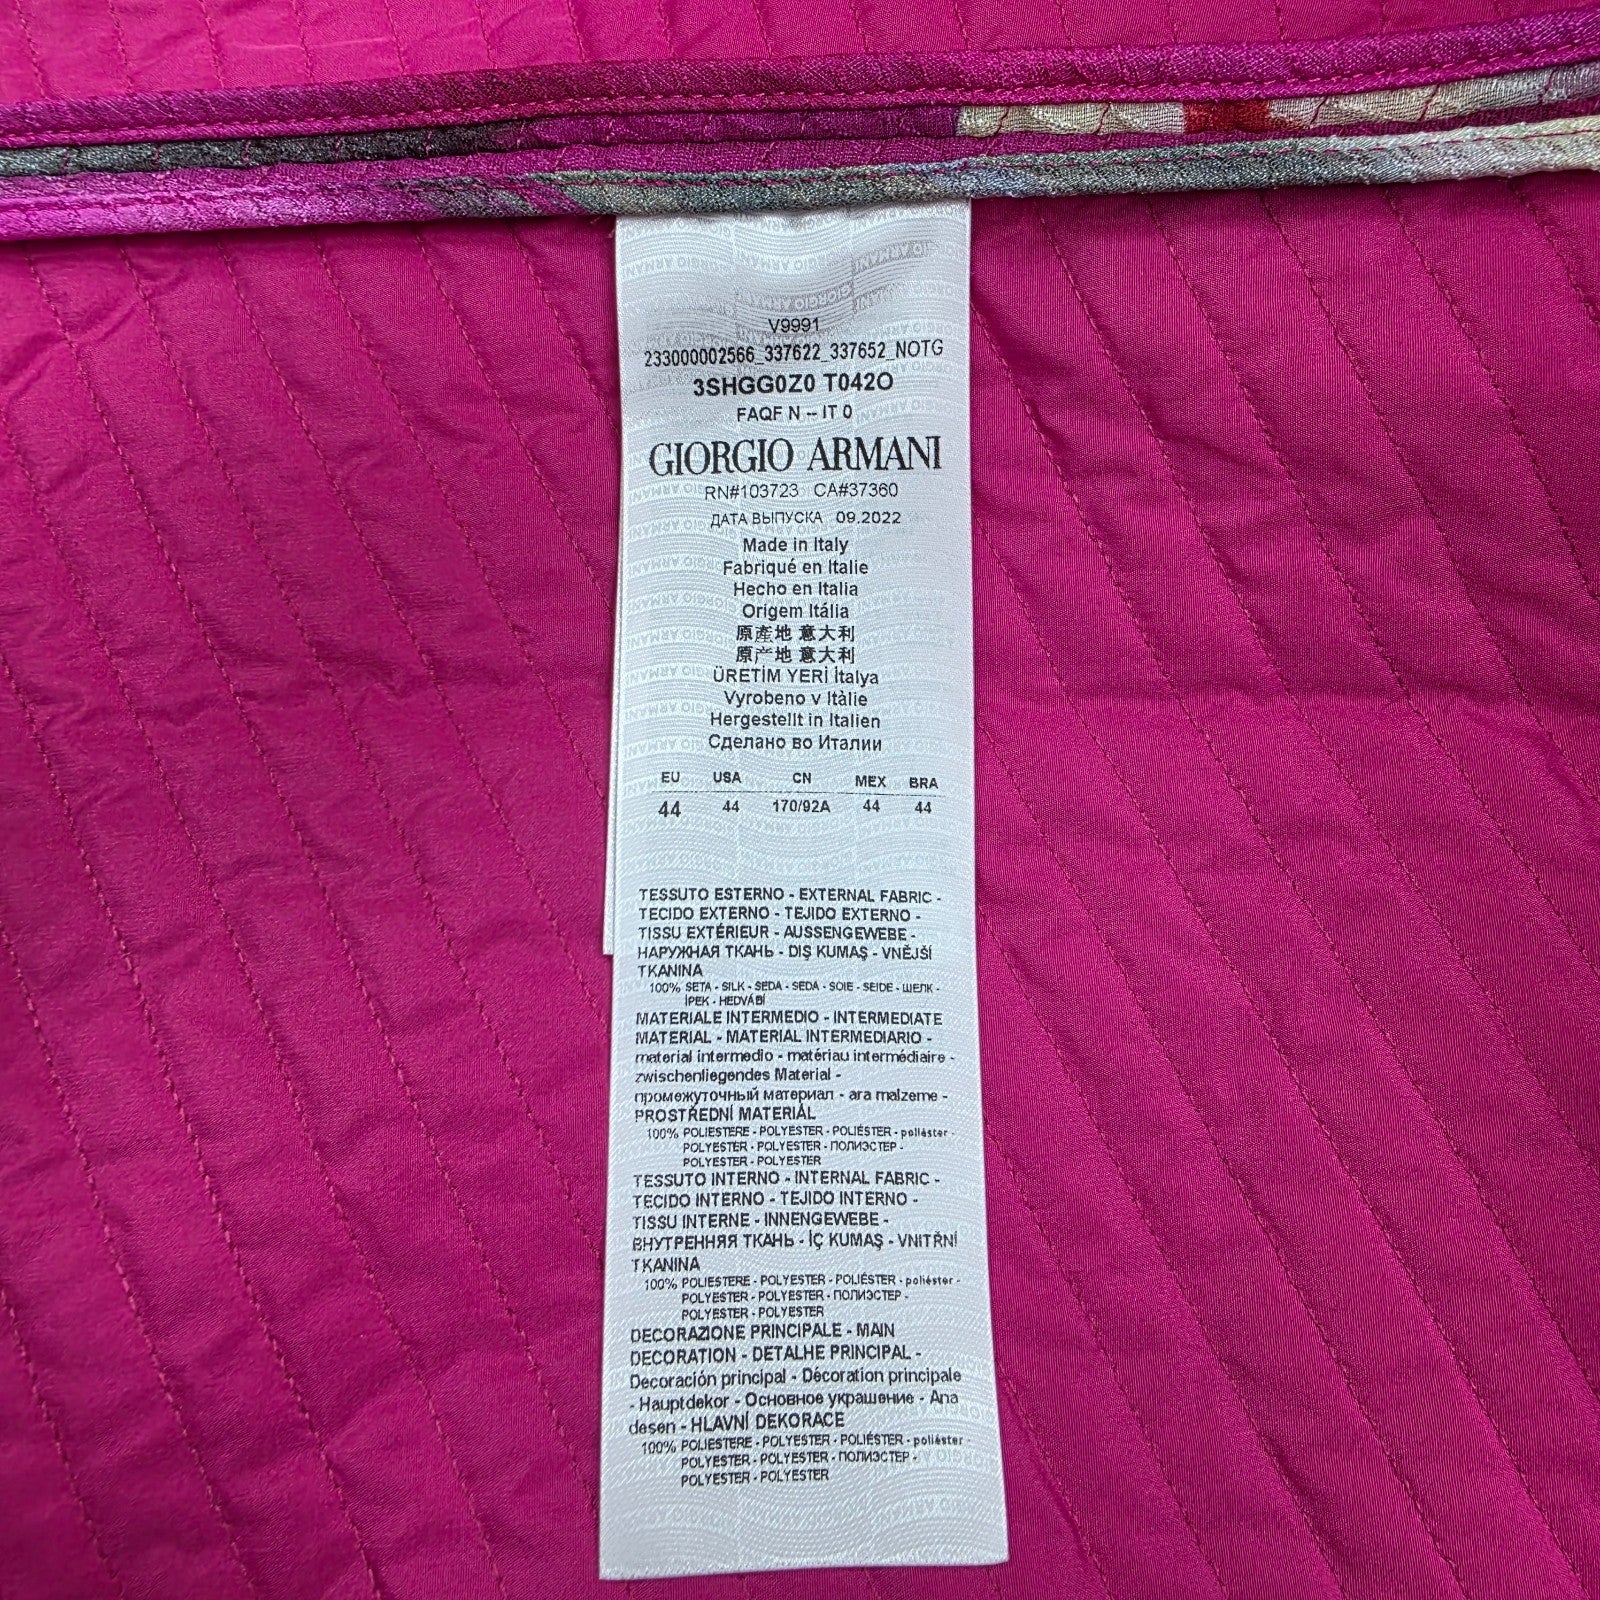 V9991
233000002566_337622_337652_NOTG
3SHGG0Z0 T042O
FAQF N -- IT 0
GIORGIO ARMANI
RN#103723 CA#37360
ДАТА ВЫПУСКА 09.2022
Made in Italy
Fabriqué en Italie
Hecho en Italia
Origem Itália
原產地 意大利
原产地 意大利
ÜRETİM YERİ İtalya
Vyrobeno v Itàlie
Hergestellt in Italien
Сделано во Италии
EU USA CN MEX BRA
44 44 170/92A 44 44
TESSUTO ESTERNO - EXTERNAL FABRIC -
TECIDO EXTERNO - TEJIDO EXTERNO -
TISSU EXTÉRIEUR - AUSSENGEWEBE -
НАРУЖНАЯ ТКАНЬ - DIŞ KUMAŞ - VNĚJŠÍ
TKANINA
100% SETA - SILK - SEDA - SEDA - SOIE - SEIDE - ШЕЛК -
İPEK - HEDVÁBÍ
MATERIALE INTERMEDIO - INTERMEDIATE
MATERIAL - MATERIAL INTERMEDIARIO -
material intermedio - matériau intermédiaire -
zwischenliegendes Material -
промежуточный материал - ara malzeme -
PROSTŘEDNÍ MATERIÁL
100% POLIESTERE - POLYESTER - POLIÉSTER - poliéster -
POLYESTER - POLYESTER - ПОЛИЭСТЕР -
POLYESTER - POLYESTER
TESSUTO INTERNO - INTERNAL FABRIC -
TECIDO INTERNO - TEJIDO INTERNO -
TISSU INTERNE - INNENGEWEBE -
ВНУТРЕННЯЯ ТКАНЬ - İÇ KUMAŞ - VNITŘNÍ
TKANINA
100% POLIESTERE - POLYESTER - POLIÉSTER - poliéster -
POLYESTER - POLYESTER - ПОЛИЭСТЕР -
POLYESTER - POLYESTER
DECORAZIONE PRINCIPALE - MAIN
DECORATION - DETALHE PRINCIPAL -
Decoración principal - Décoration principale
- Hauptdekor - Основное украшение - Ana
desen - HLAVNÍ DEKORACE
100% POLIESTERE - POLYESTER - POLIÉSTER - poliéster -
POLYESTER - POLYESTER - ПОЛИЭСТЕР -
POLYESTER - POLYESTER